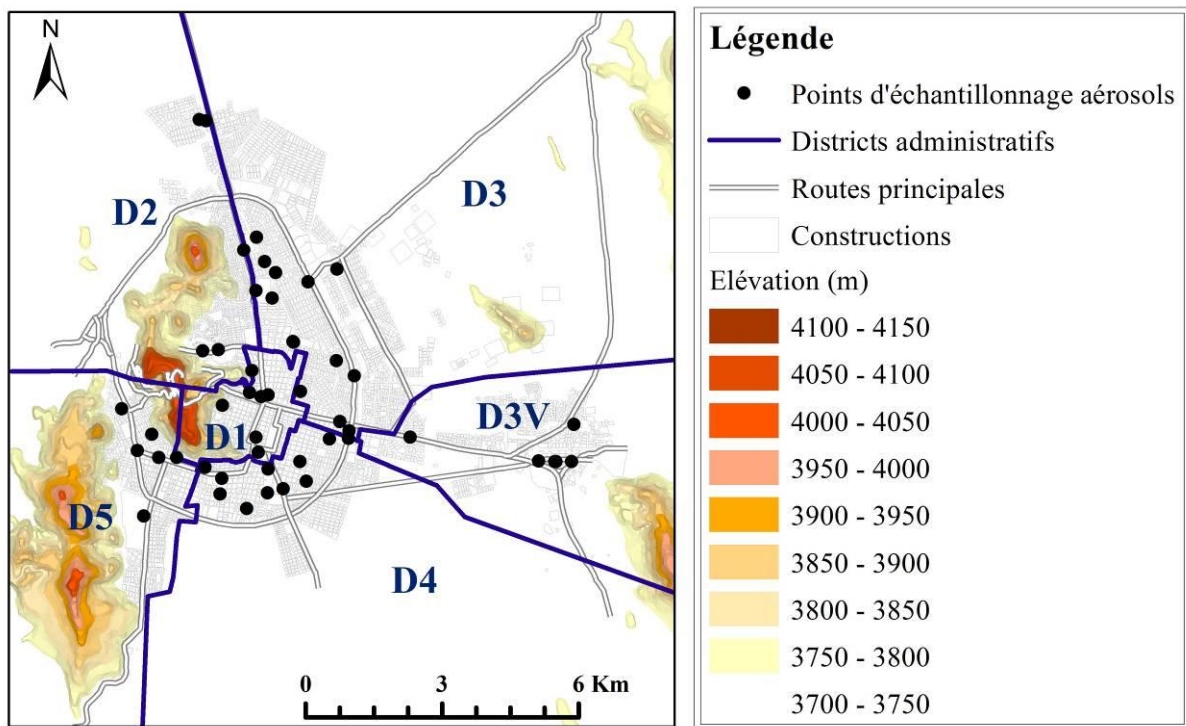 N
D2
D3
D1
D3V
D5
D4
0 3 6 Km
Légende
Points d'échantillonnage aérosols
Districts administratifs
Routes principales
Constructions
Elévation (m)
4100 - 4150
4050 - 4100
4000 - 4050
3950 - 4000
3900 - 3950
3850 - 3900
3800 - 3850
3750 - 3800
3700 - 3750